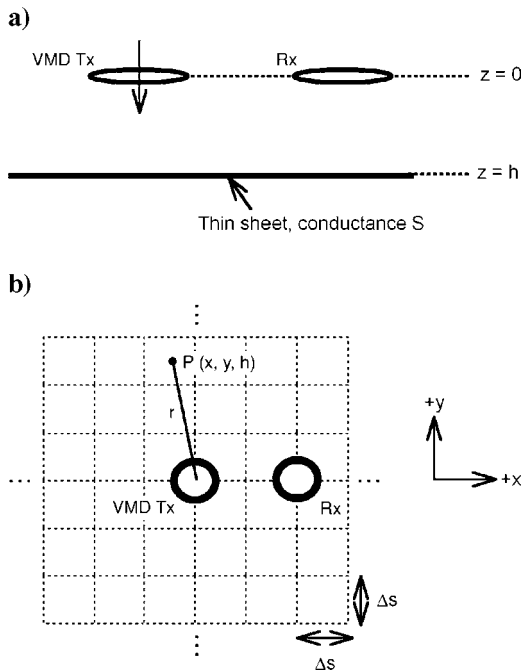 a)
VMD Tx
Rx
z = 0
z = h
Thin sheet, conductance S
b)
P (x, y, h)
r
+y
+x
VMD Tx
Rx
Δs
Δs